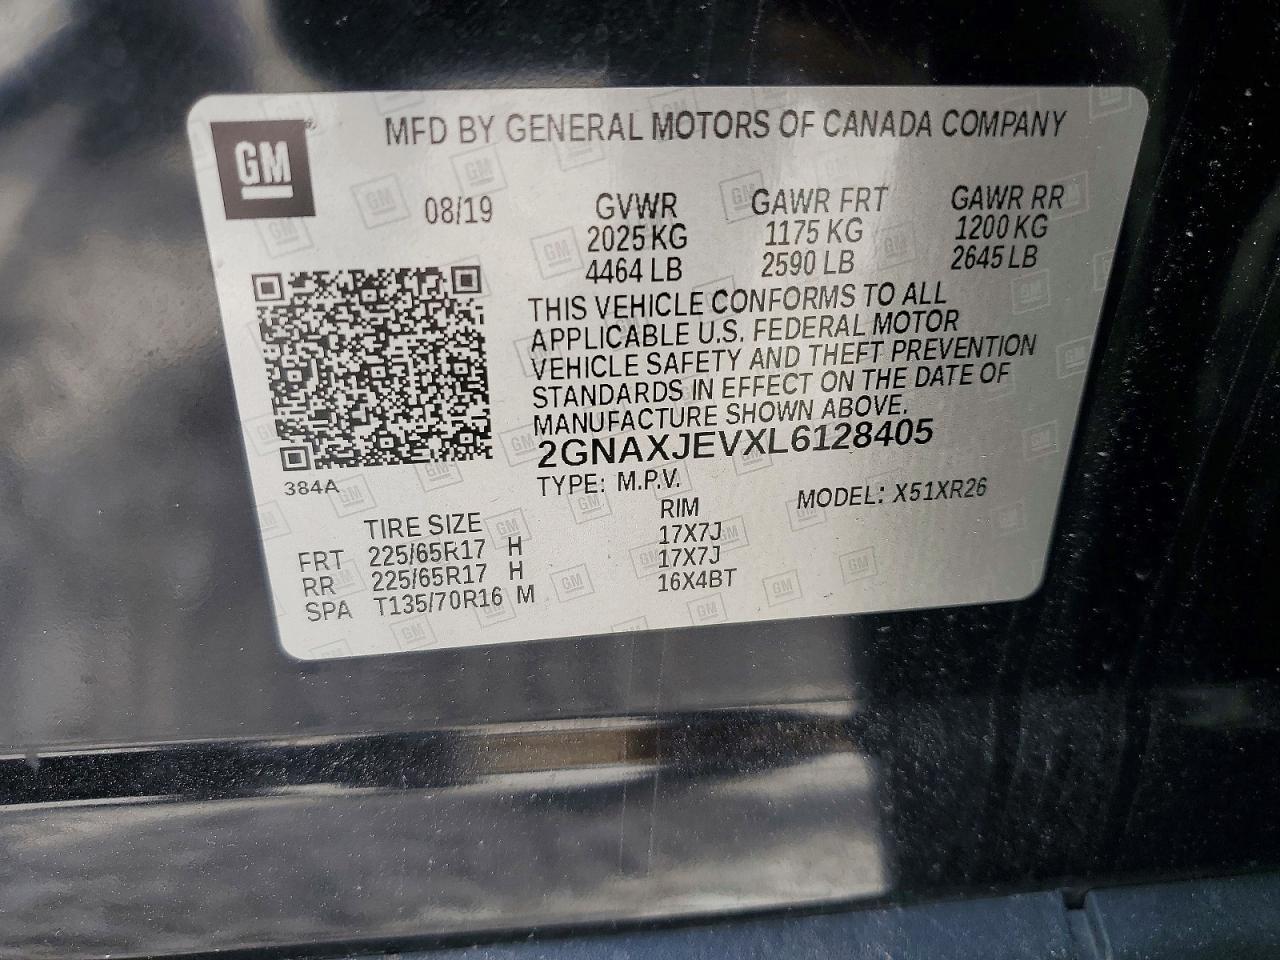 GM
MFD BY GENERAL MOTORS OF CANADA COMPANY
08/19
GVWR GAWR FRT GAWR RR
2025 KG 1175 KG 1200 KG
4464 LB 2590 LB 2645 LB
THIS VEHICLE CONFORMS TO ALL
APPLICABLE U.S. FEDERAL MOTOR
VEHICLE SAFETY AND THEFT PREVENTION
STANDARDS IN EFFECT ON THE DATE OF
MANUFACTURE SHOWN ABOVE.
2GNAXJEVXL6128405
384A
TYPE: M.P.V. MODEL: X51XR26
TIRE SIZE RIM
FRT 225/65R17 H 17X7J
RR 225/65R17 H 17X7J
SPA T135/70R16 M 16X4BT